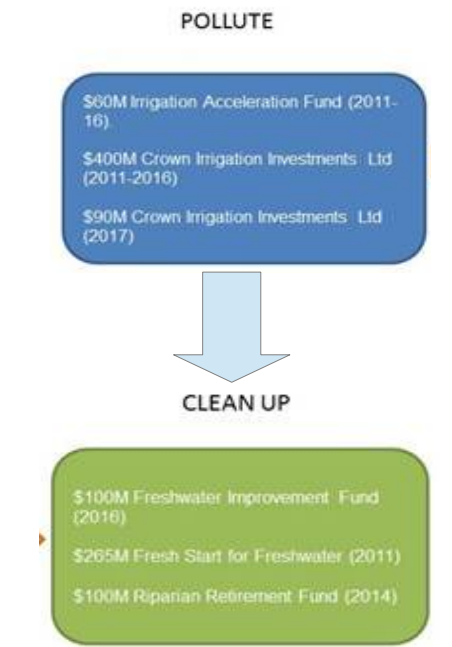 POLLUTE
$60M Irrigation Acceleration Fund (2011-
16).
$400M Crown Irrigation Investments Ltd
(2011-2016)
$90M Crown Irrigation Investments Ltd
(2017)
CLEAN UP
$100M Freshwater Improvement Fund
(2016)
$265M Fresh Start for Freshwater (2011)
$100M Riparian Retirement Fund (2014)